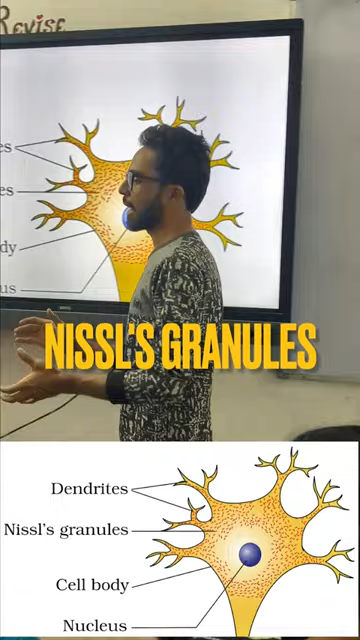 REVISE
es
es
dy
us
NISSL'S GRANULES
Dendrites
Nissl's granules
Cell body
Nucleus